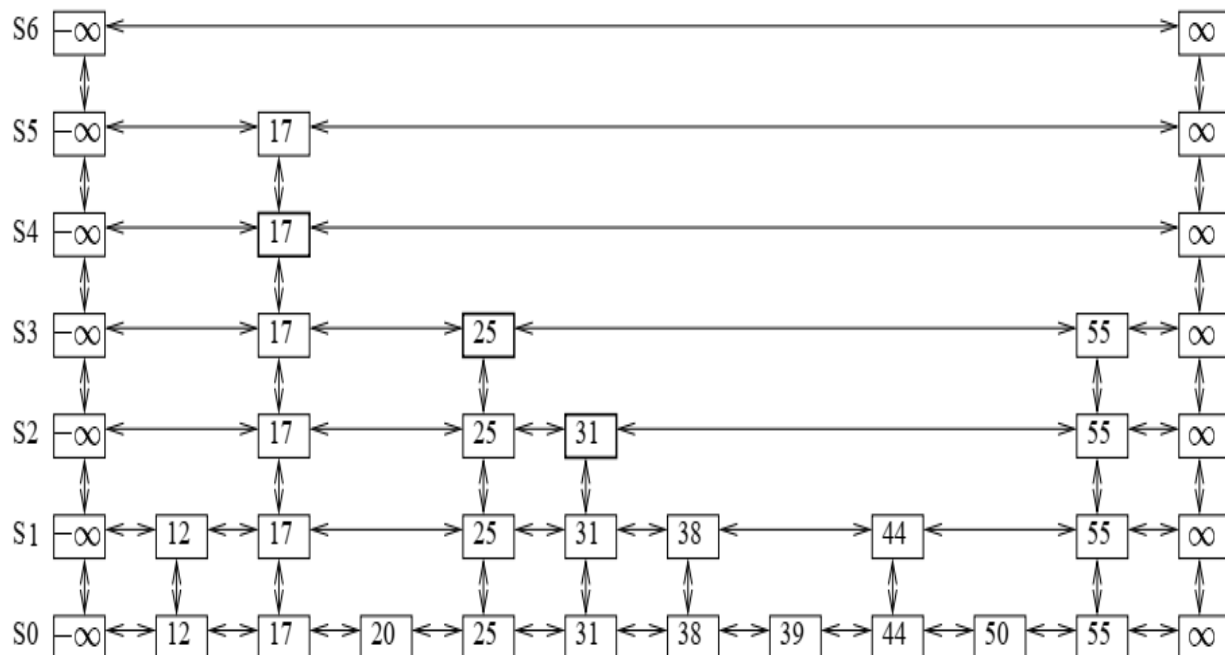 S6 −∞ ∞
S5 −∞ 17 ∞
S4 −∞ 17 ∞
S3 −∞ 17 25 55 ∞
S2 −∞ 17 25 31 55 ∞
S1 −∞ 12 17 25 31 38 44 55 ∞
S0 −∞ 12 17 20 25 31 38 39 44 50 55 ∞